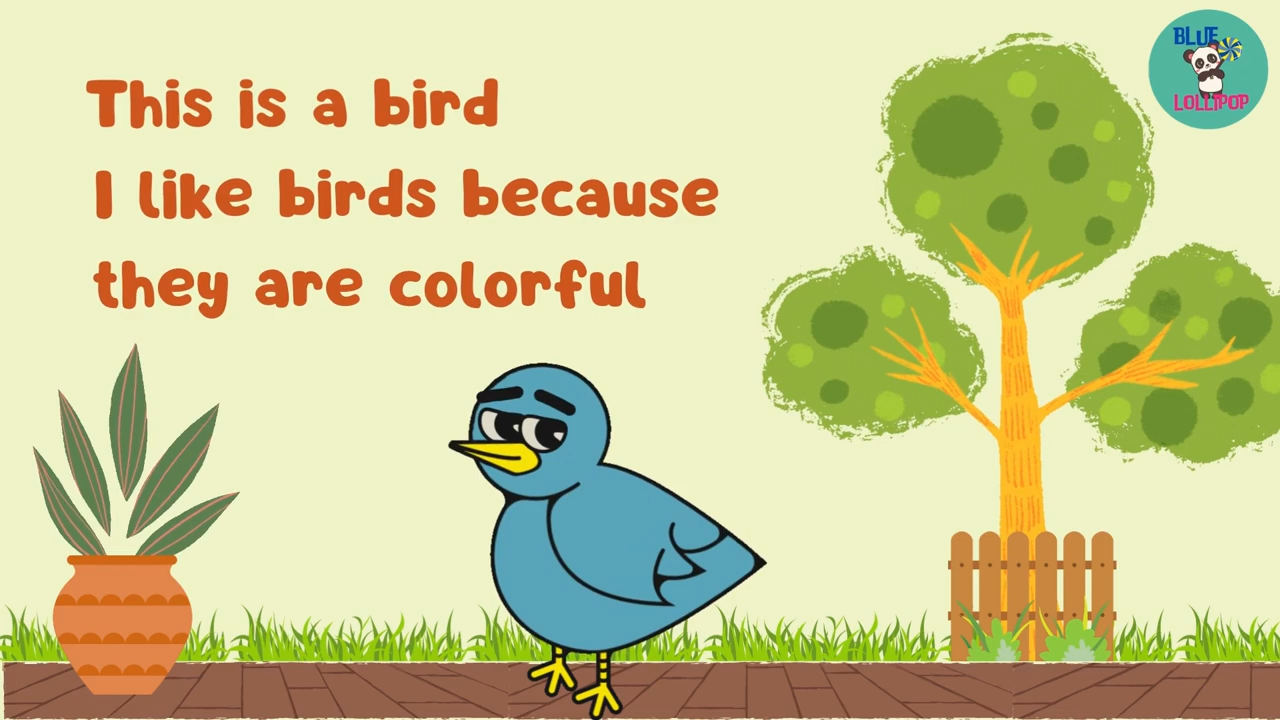 This is a bird
I like birds because
they are colorful
BLUE
LOLLIPOP